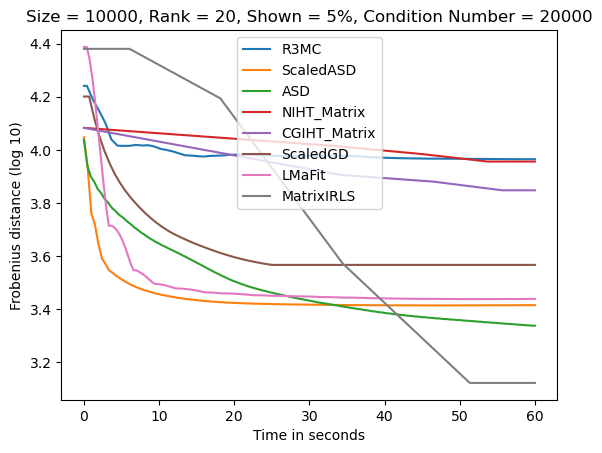 Size = 10000, Rank = 20, Shown = 5%, Condition Number = 20000
Frobenius distance (log 10)
4.4
4.2
4.0
3.8
3.6
3.4
3.2
R3MC
ScaledASD
ASD
NIHT_Matrix
CGIHT_Matrix
ScaledGD
LMaFit
MatrixIRLS
0 10 20 30 40 50 60
Time in seconds